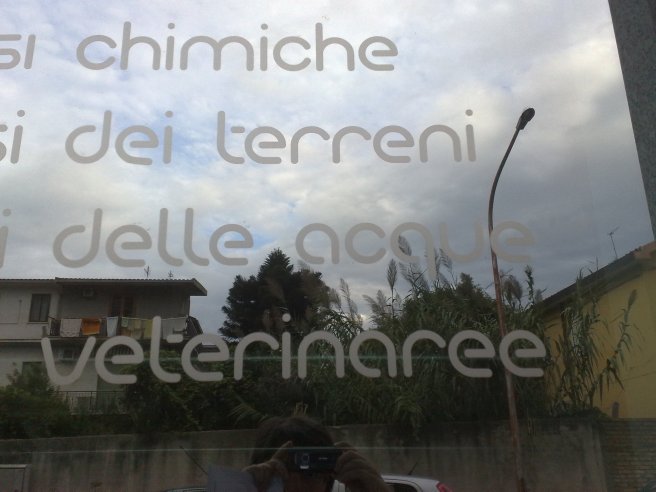 si chimiche
si dei terreni
i delle acque
veterinaree